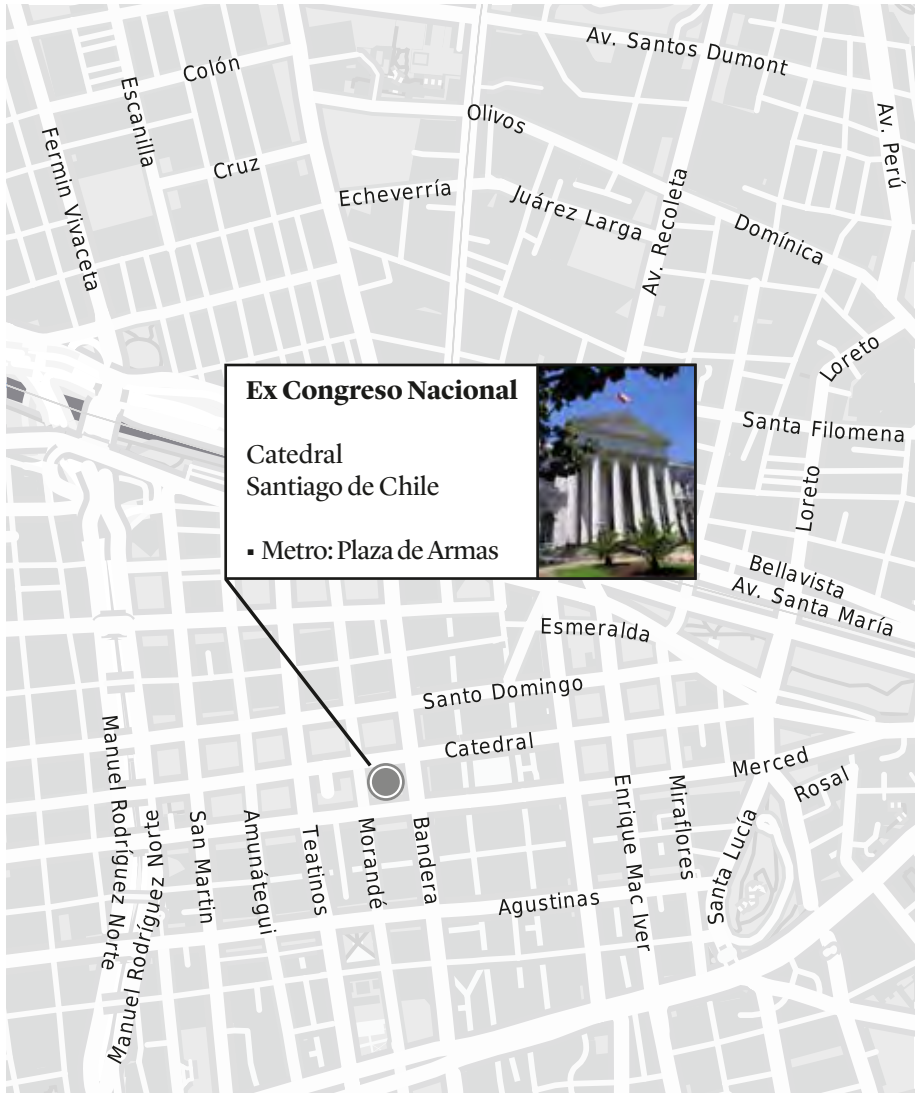 Av. Santos Dumont
Colón
Escanilla
Olivos
Av. Perú
Fermin Vivaceta
Cruz
Echeverría
Juárez Larga
Av. Recoleta
Domínica
Loreto
Ex Congreso Nacional
Catedral
Santiago de Chile
▪ Metro: Plaza de Armas
Santa Filomena
Loreto
Bellavista
Av. Santa María
Esmeralda
Santo Domingo
Catedral
Merced
Rosal
Manuel Rodríguez Norte
Manuel Rodríguez Norte
San Martin
Amunátegui
Teatinos
Morandé
Bandera
Agustinas
Enrique Mac Iver
Miraflores
Santa Lucía